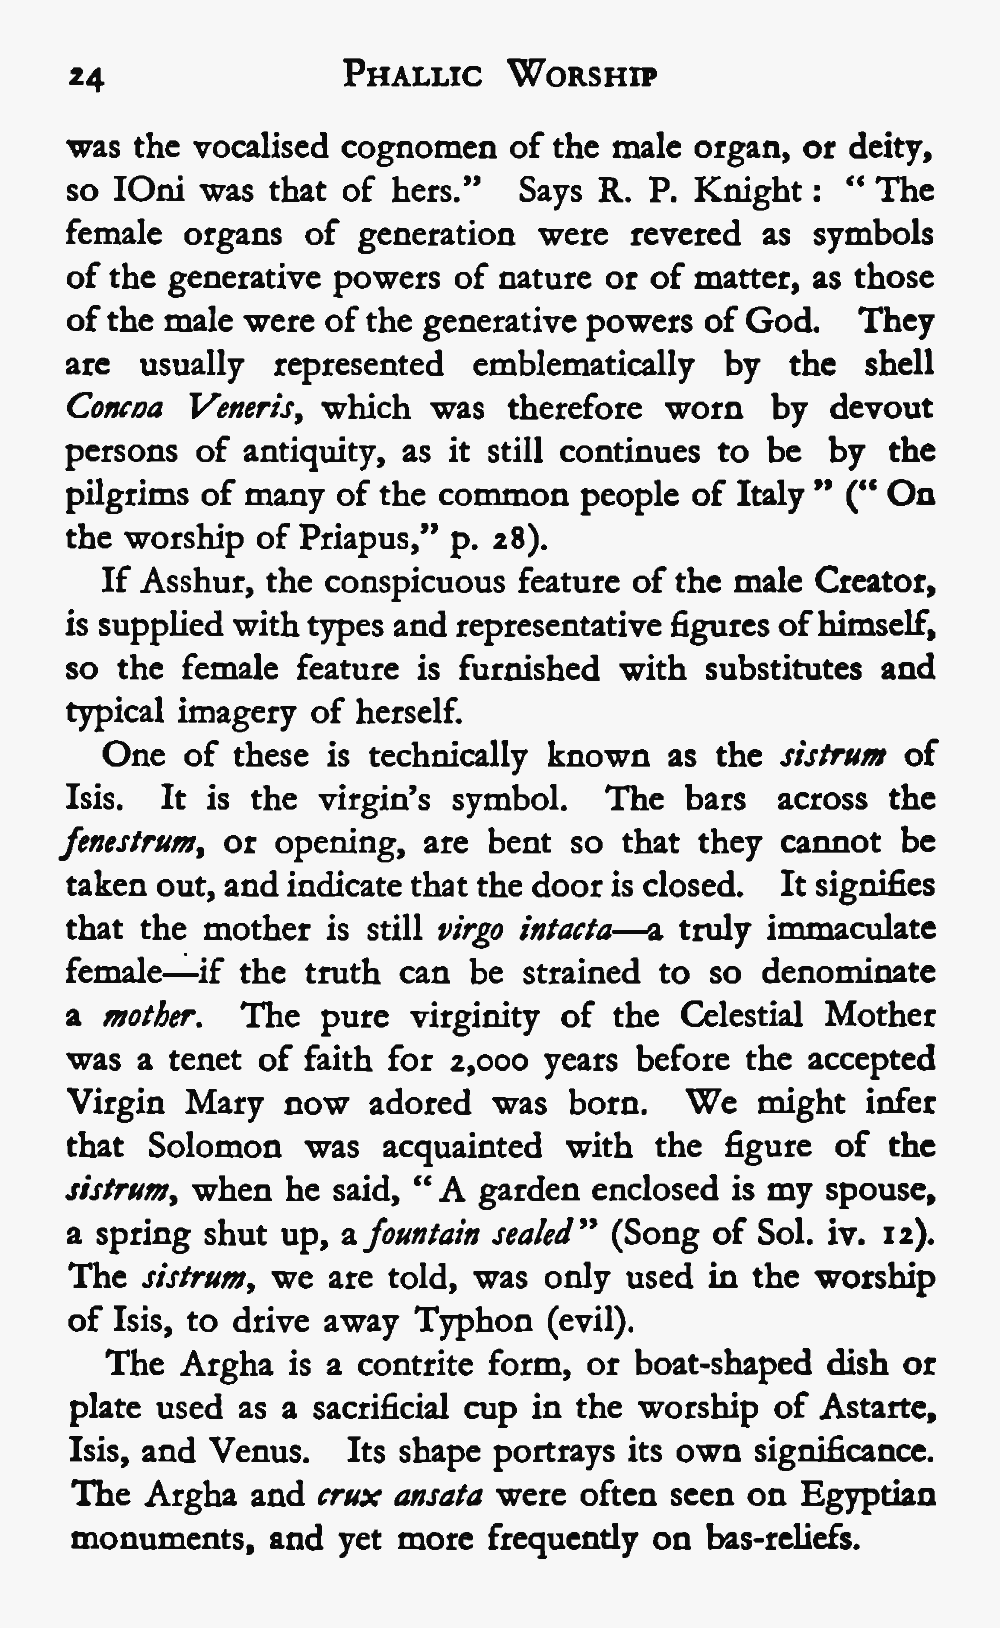 24 PHALLIC WORSHIP
was the vocalised cognomen of the male organ, or deity,
so IOni was that of hers.” Says R. P. Knight : “ The
female organs of generation were revered as symbols
of the generative powers of nature or of matter, as those
of the male were of the generative powers of God. They
are usually represented emblematically by the shell
Concoa Veneris, which was therefore worn by devout
persons of antiquity, as it still continues to be by the
pilgrims of many of the common people of Italy ” (“ On
the worship of Priapus,” p. 28).
If Asshur, the conspicuous feature of the male Creator,
is supplied with types and representative figures of himself,
so the female feature is furnished with substitutes and
typical imagery of herself.
One of these is technically known as the sistrum of
Isis. It is the virgin’s symbol. The bars across the
fenestrum, or opening, are bent so that they cannot be
taken out, and indicate that the door is closed. It signifies
that the mother is still virgo intacta—a truly immaculate
female—if the truth can be strained to so denominate
a mother. The pure virginity of the Celestial Mother
was a tenet of faith for 2,000 years before the accepted
Virgin Mary now adored was born. We might infer
that Solomon was acquainted with the figure of the
sistrum, when he said, “ A garden enclosed is my spouse,
a spring shut up, a fountain sealed ” (Song of Sol. iv. 12).
The sistrum, we are told, was only used in the worship
of Isis, to drive away Typhon (evil).
The Argha is a contrite form, or boat-shaped dish or
plate used as a sacrificial cup in the worship of Astarte,
Isis, and Venus. Its shape portrays its own significance.
The Argha and crux ansata were often seen on Egyptian
monuments, and yet more frequently on bas-reliefs.